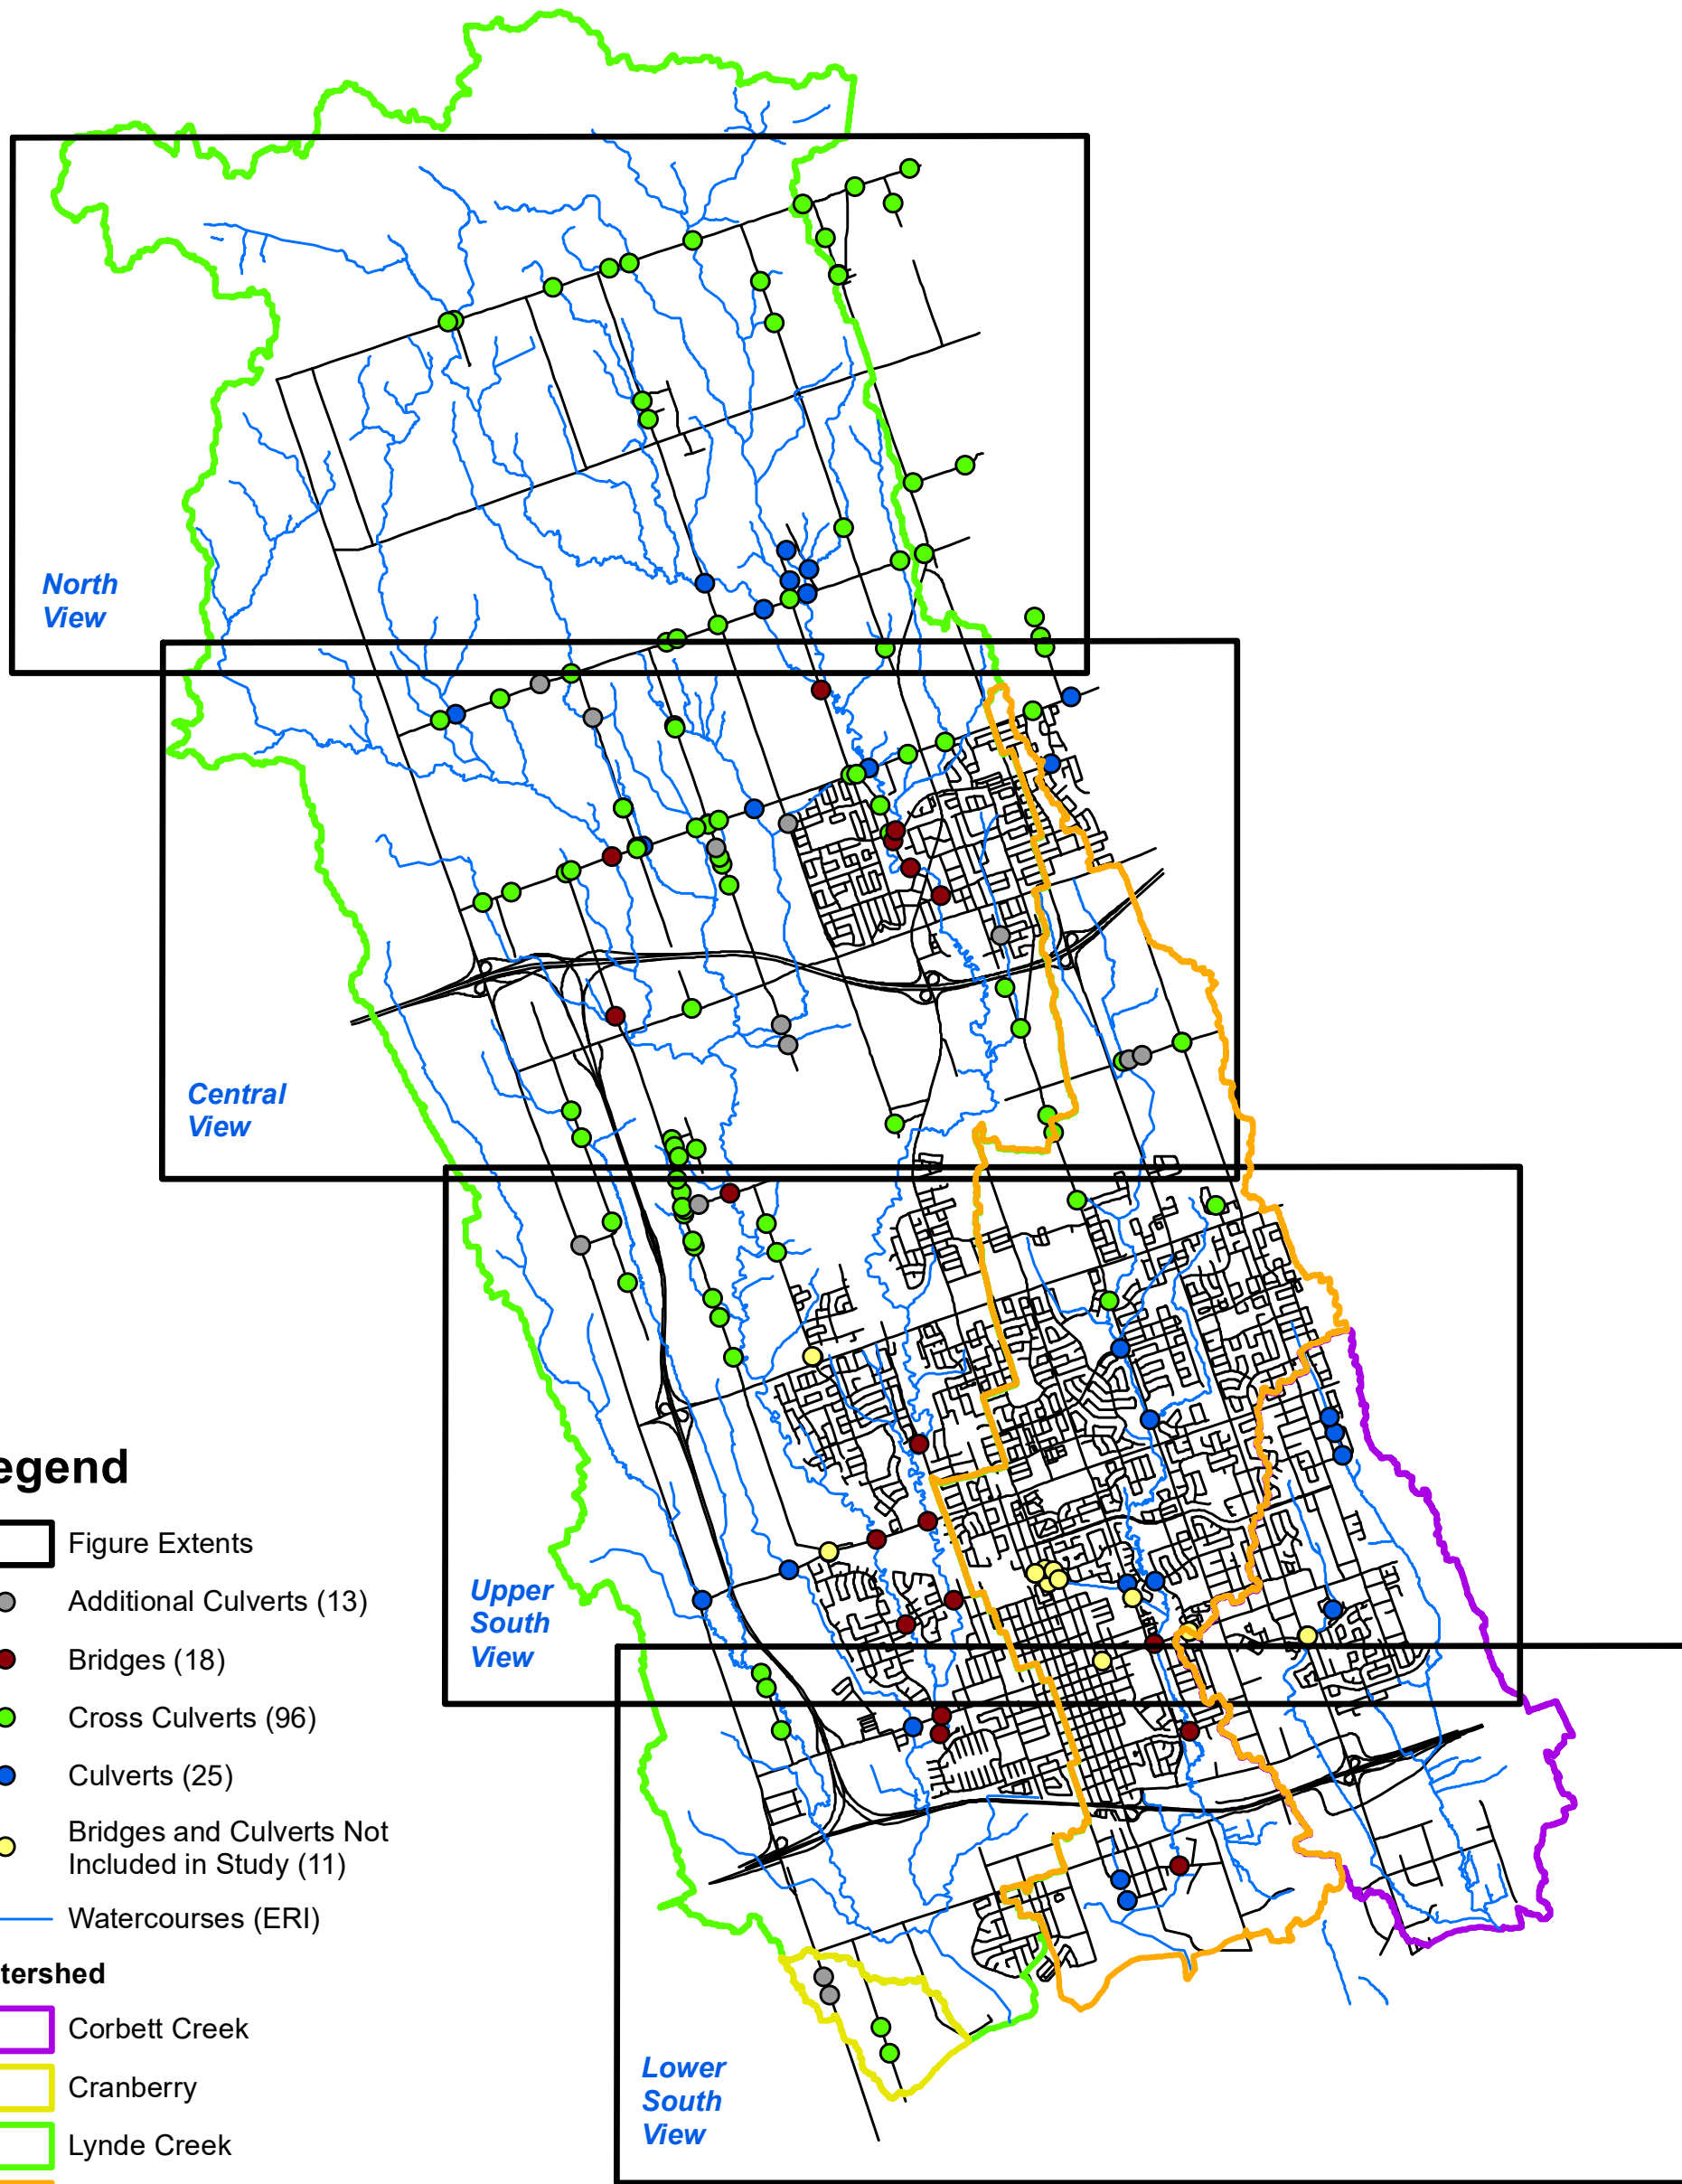 North
View
Central
View
Upper
South
View
Lower
South
View
egend
Figure Extents
Additional Culverts (13)
Bridges (18)
Cross Culverts (96)
Culverts (25)
Bridges and Culverts Not
Included in Study (11)
Watercourses (ERI)
tershed
Corbett Creek
Cranberry
Lynde Creek